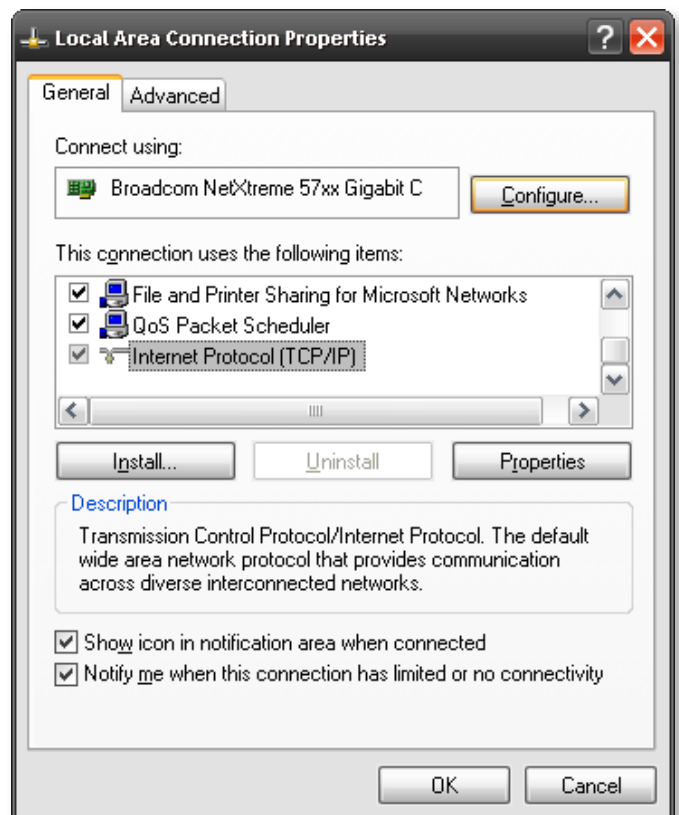 Local Area Connection Properties
General Advanced
Connect using:
Broadcom NetXtreme 57xx Gigabit C Configure...
This connection uses the following items:
File and Printer Sharing for Microsoft Networks
QoS Packet Scheduler
Internet Protocol (TCP/IP)
Install... Uninstall Properties
Description
Transmission Control Protocol/Internet Protocol. The default
wide area network protocol that provides communication
across diverse interconnected networks.
Show icon in notification area when connected
Notify me when this connection has limited or no connectivity
OK Cancel